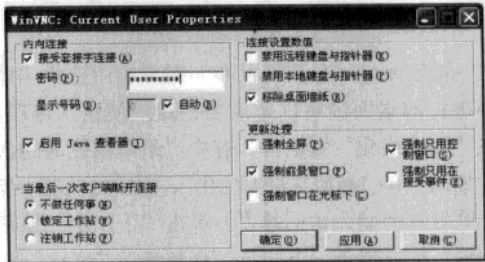 WinVNC: Current User Properties
内向连接
接受套接字连接(A)
密码(P): *********
显示号码(D): 0 自动(U)
启用 Java 查看器(J)
当最后一次客户端断开连接
不做任何事(N)
锁定工作站(K)
注销工作站(F)
连接设置数值
禁用远程键盘与指针器
禁用本地键盘与指针器
移除桌面墙纸(R)
更新处理
强制全屏(F)
强制只用控制窗口
强制前景窗口
强制只用在接受事件
强制窗口在光标下(C)
确定(O) 应用(A) 取消(C)